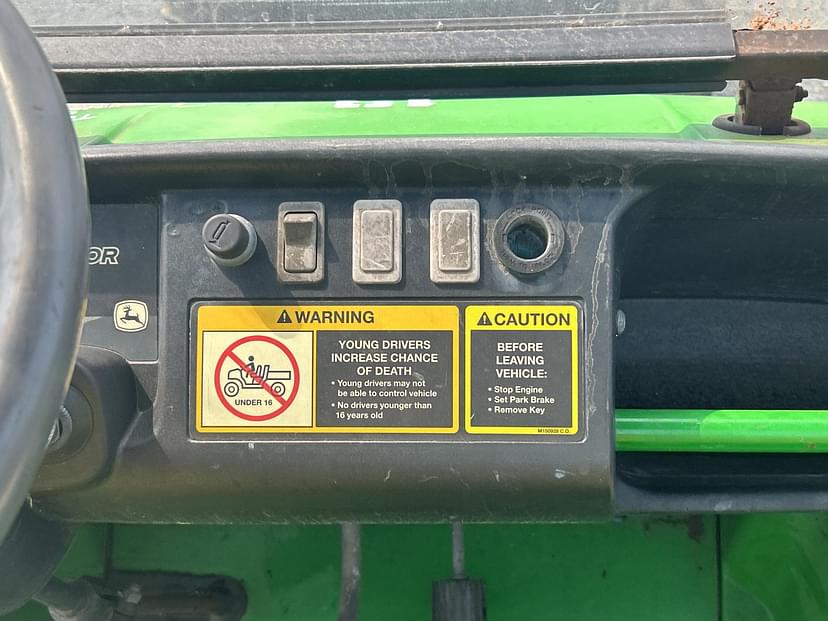 OR
WARNING
YOUNG DRIVERS
INCREASE CHANCE
OF DEATH
• Young drivers may not
be able to control vehicle
• No drivers younger than
16 years old
UNDER 16
CAUTION
BEFORE
LEAVING
VEHICLE:
• Stop Engine
• Set Park Brake
• Remove Key